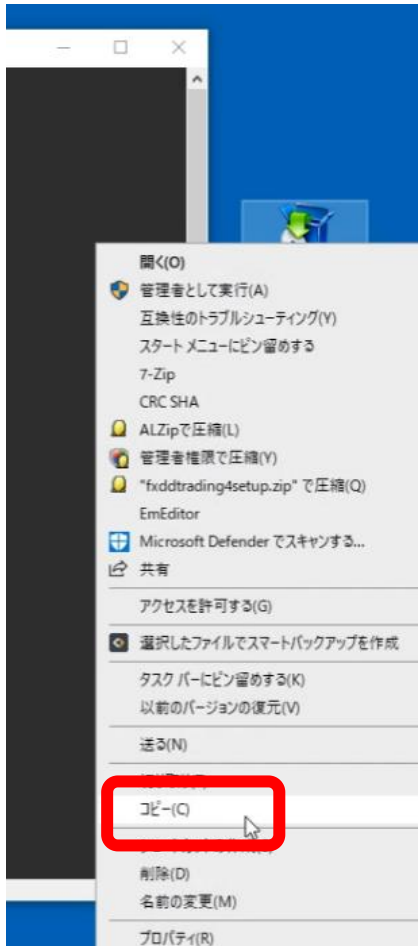 開く(O)
管理者として実行(A)
互換性のトラブルシューティング(Y)
スタート メニューにピン留めする
7-Zip
CRC SHA
ALZipで圧縮(L)
管理者権限で圧縮(Y)
"fxddtrading4setup.zip" で圧縮(Q)
EmEditor
Microsoft Defender でスキャンする...
共有
アクセスを許可する(G)
選択したファイルでスマートバックアップを作成
タスク バーにピン留めする(K)
以前のバージョンの復元(V)
送る(N)
コピー(C)
削除(D)
名前の変更(M)
プロパティ(R)